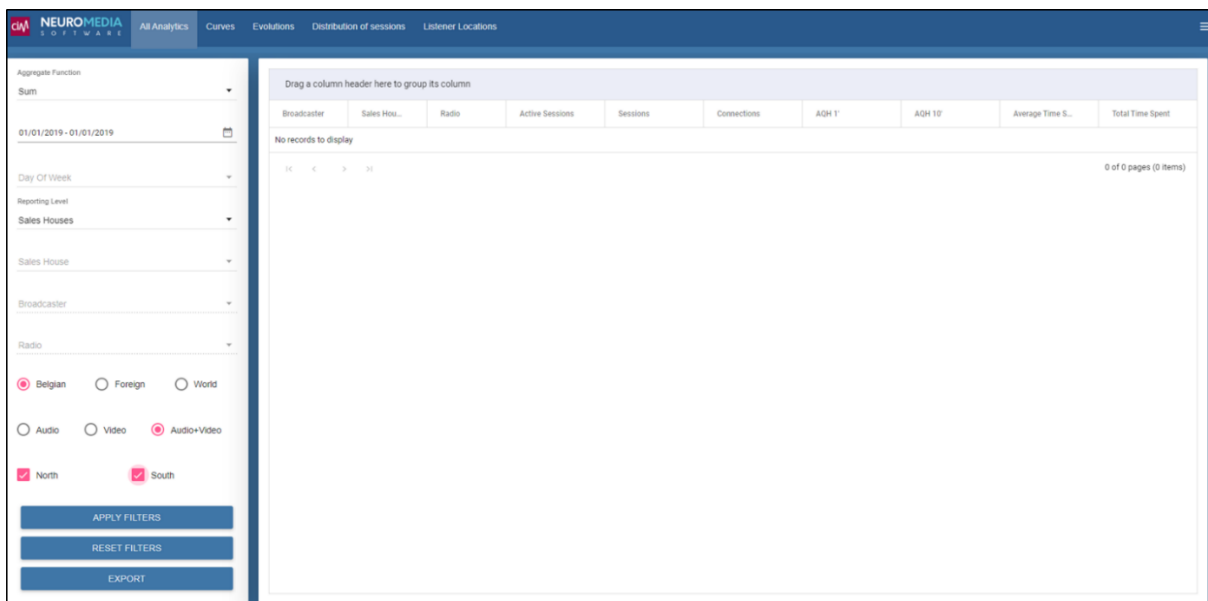 CIM NEUROMEDIA All Analytics Curves Evolutions Distribution of sessions Listener Locations
SOFTWARE
Aggregate Function
Sum
01/01/2019 - 01/01/2019
Day Of Week
Reporting Level
Sales Houses
Sales House
Broadcaster
Radio
Belgian Foreign World
Audio Video Audio+Video
North South
APPLY FILTERS
RESET FILTERS
EXPORT
Drag a column header here to group its column
Broadcaster Sales Hou... Radio Active Sessions Sessions Connections AQH 1' AQH 10' Average Time S... Total Time Spent
No records to display
0 of 0 pages (0 items)